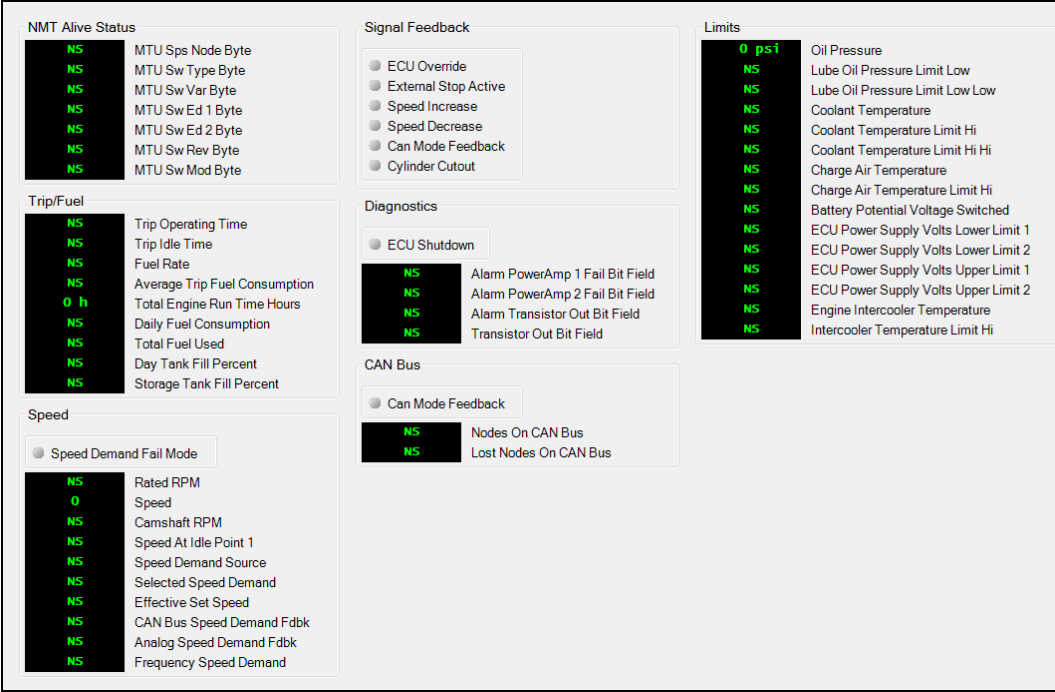 NMT Alive Status
NS MTU Sps Node Byte
NS MTU Sw Type Byte
NS MTU Sw Var Byte
NS MTU Sw Ed 1 Byte
NS MTU Sw Ed 2 Byte
NS MTU Sw Rev Byte
NS MTU Sw Mod Byte
Trip/Fuel
NS Trip Operating Time
NS Trip Idle Time
NS Fuel Rate
NS Average Trip Fuel Consumption
0 h Total Engine Run Time Hours
NS Daily Fuel Consumption
NS Total Fuel Used
NS Day Tank Fill Percent
NS Storage Tank Fill Percent
Speed
Speed Demand Fail Mode
NS Rated RPM
0 Speed
NS Camshaft RPM
NS Speed At Idle Point 1
NS Speed Demand Source
NS Selected Speed Demand
NS Effective Set Speed
NS CAN Bus Speed Demand Fdbk
NS Analog Speed Demand Fdbk
NS Frequency Speed Demand
Signal Feedback
ECU Override
External Stop Active
Speed Increase
Speed Decrease
Can Mode Feedback
Cylinder Cutout
Diagnostics
ECU Shutdown
NS Alarm PowerAmp 1 Fail Bit Field
NS Alarm PowerAmp 2 Fail Bit Field
NS Alarm Transistor Out Bit Field
NS Transistor Out Bit Field
CAN Bus
Can Mode Feedback
NS Nodes On CAN Bus
NS Lost Nodes On CAN Bus
Limits
0 psi Oil Pressure
NS Lube Oil Pressure Limit Low
NS Lube Oil Pressure Limit Low Low
NS Coolant Temperature
NS Coolant Temperature Limit Hi
NS Coolant Temperature Limit Hi Hi
NS Charge Air Temperature
NS Charge Air Temperature Limit Hi
NS Battery Potential Voltage Switched
NS ECU Power Supply Volts Lower Limit 1
NS ECU Power Supply Volts Lower Limit 2
NS ECU Power Supply Volts Upper Limit 1
NS ECU Power Supply Volts Upper Limit 2
NS Engine Intercooler Temperature
NS Intercooler Temperature Limit Hi